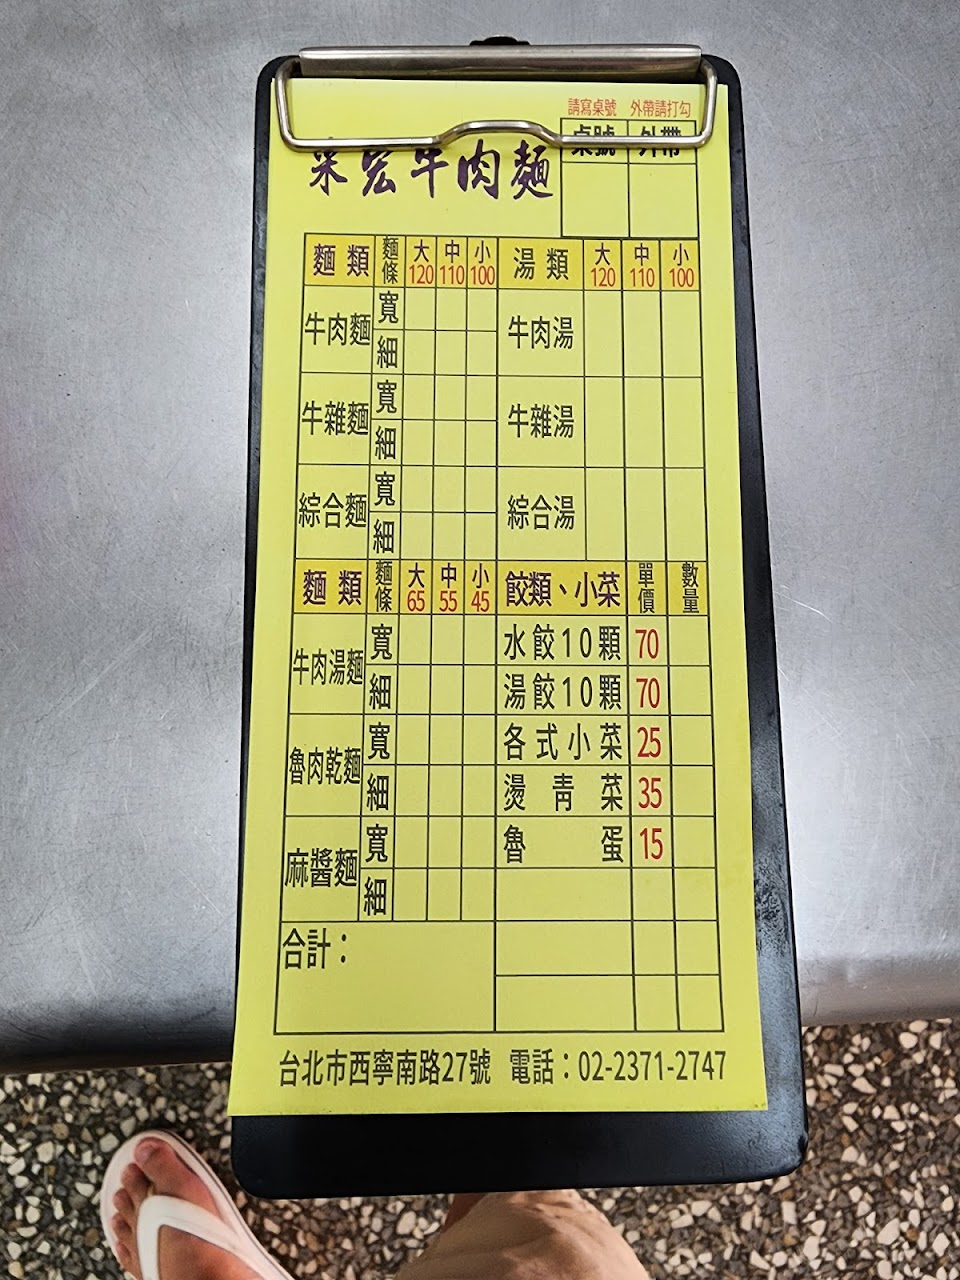 請寫桌號 外帶請打勾
桌號 外帶
宏牛肉麵
麵類 麵條 大120 中110 小100 湯類 大120 中110 小100
牛肉麵 寬 細 牛肉湯
牛雜麵 寬 細 牛雜湯
綜合麵 寬 細 綜合湯
麵類 麵條 大65 中55 小45 餃類、小菜 單價 數量
牛肉湯麵 寬 水餃10顆 70
細 湯餃10顆 70
魯肉乾麵 寬 各式小菜 25
細 燙青菜 35
麻醬麵 寬 魯蛋 15
細
合計：
台北市西寧南路27號 電話：02-2371-2747